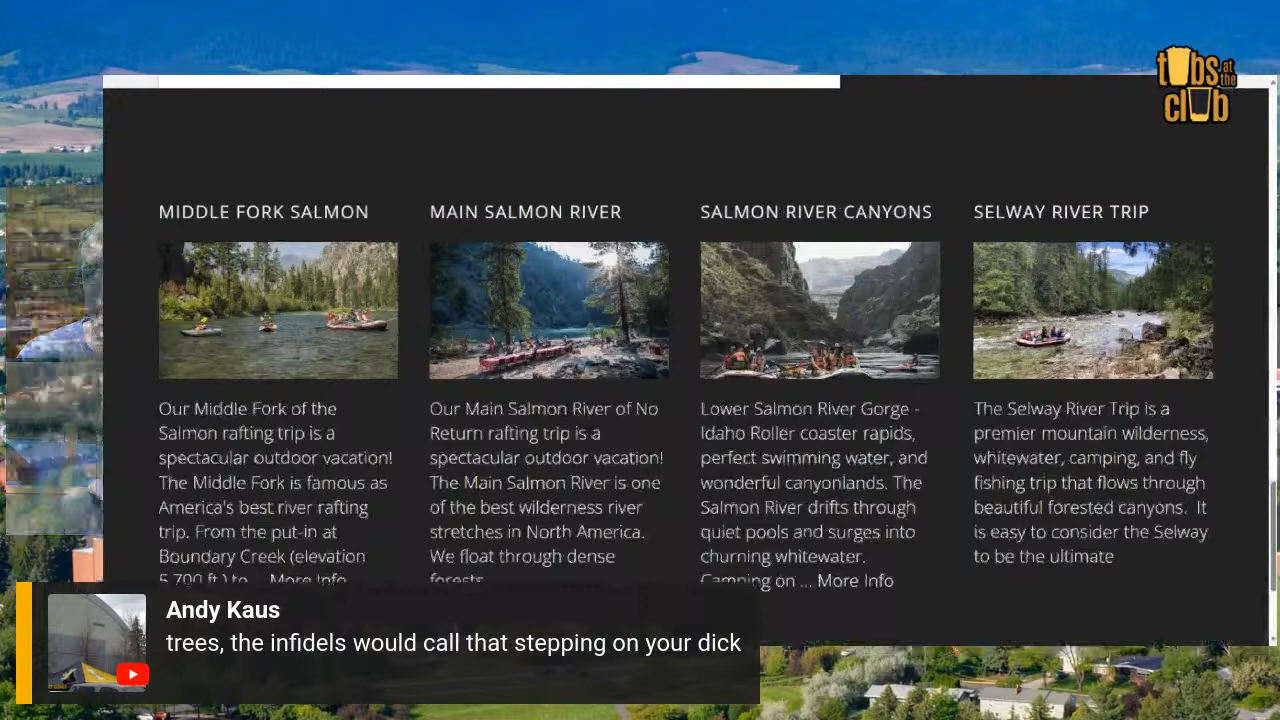 tubs at the club
MIDDLE FORK SALMON
Our Middle Fork of the
Salmon rafting trip is a
spectacular outdoor vacation!
The Middle Fork is famous as
America's best river rafting
trip. From the put-in at
Boundary Creek (elevation
5,700 ft.) to ... More Info
MAIN SALMON RIVER
Our Main Salmon River of No
Return rafting trip is a
spectacular outdoor vacation!
The Main Salmon River is one
of the best wilderness river
stretches in North America.
We float through dense
forests
SALMON RIVER CANYONS
Lower Salmon River Gorge -
Idaho Roller coaster rapids,
perfect swimming water, and
wonderful canyonlands. The
Salmon River drifts through
quiet pools and surges into
churning whitewater.
Camping on ... More Info
SELWAY RIVER TRIP
The Selway River Trip is a
premier mountain wilderness,
whitewater, camping, and fly
fishing trip that flows through
beautiful forested canyons. It
is easy to consider the Selway
to be the ultimate
Andy Kaus
trees, the infidels would call that stepping on your dick